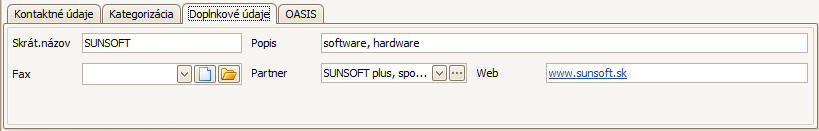 Kontaktné údaje Kategorizácia Doplnkové údaje OASIS
Skrát.názov SUNSOFT Popis software, hardware
Fax Partner SUNSOFT plus, spo... Web www.sunsoft.sk